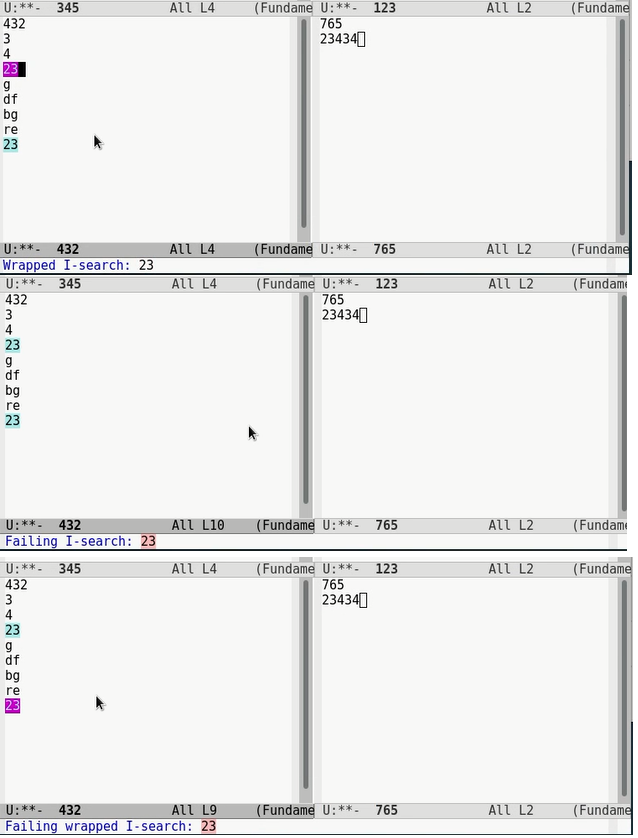 U:**-  345            All L4     (Fundame
U:**-  123            All L2     (Fundame
432
3
4
23
g
df
bg
re
23
765
23434
U:**-  432            All L4     (Fundame
U:**-  765            All L2     (Fundame
Wrapped I-search: 23
U:**-  345            All L4     (Fundame
U:**-  123            All L2     (Fundame
432
3
4
23
g
df
bg
re
23
765
23434
U:**-  432            All L10    (Fundame
U:**-  765            All L2     (Fundame
Failing I-search: 23
U:**-  345            All L4     (Fundame
U:**-  123            All L2     (Fundame
432
3
4
23
g
df
bg
re
23
765
23434
U:**-  432            All L9     (Fundame
U:**-  765            All L2     (Fundame
Failing wrapped I-search: 23